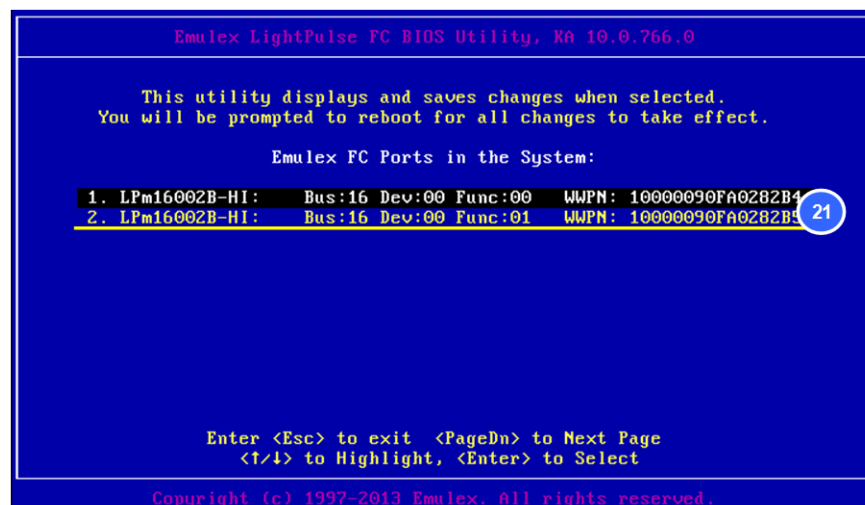 Emulex LightPulse FC BIOS Utility, KA 10.0.766.0
This utility displays and saves changes when selected.
You will be prompted to reboot for all changes to take effect.
Emulex FC Ports in the System:
1. LPm16002B-HI: Bus:16 Dev:00 Func:00 WWPN: 10000090FA0282B4
2. LPm16002B-HI: Bus:16 Dev:00 Func:01 WWPN: 10000090FA0282B5
21
Enter <Esc> to exit <PageDn> to Next Page
<↑/↓> to Highlight, <Enter> to Select
Copyright (c) 1997-2013 Emulex. All rights reserved.